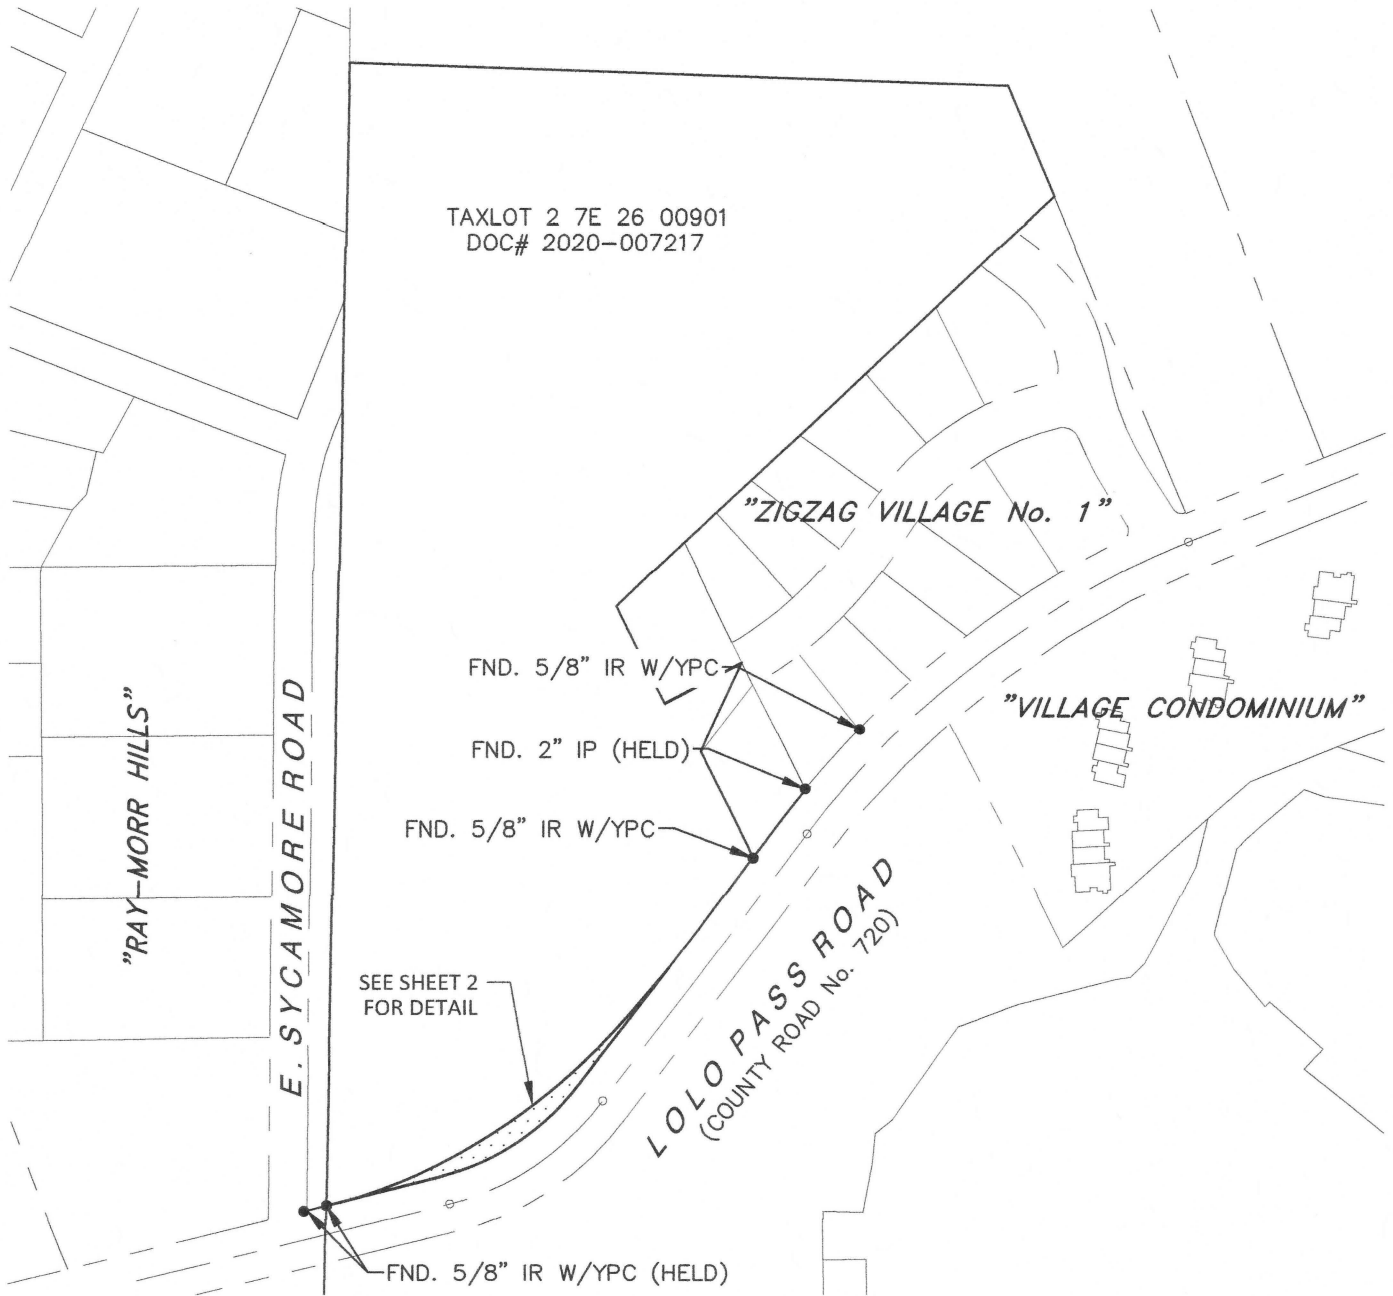 TAXLOT 2 7E 26 00901
DOC# 2020-007217
"ZIGZAG VILLAGE No. 1"
FND. 5/8" IR W/YPC
"VILLAGE CONDOMINIUM"
FND. 2" IP (HELD)
FND. 5/8" IR W/YPC
"RAY-MORR HILLS"
E. SYCAMORE ROAD
LOLO PASS ROAD
(COUNTY ROAD No. 720)
SEE SHEET 2
FOR DETAIL
FND. 5/8" IR W/YPC (HELD)